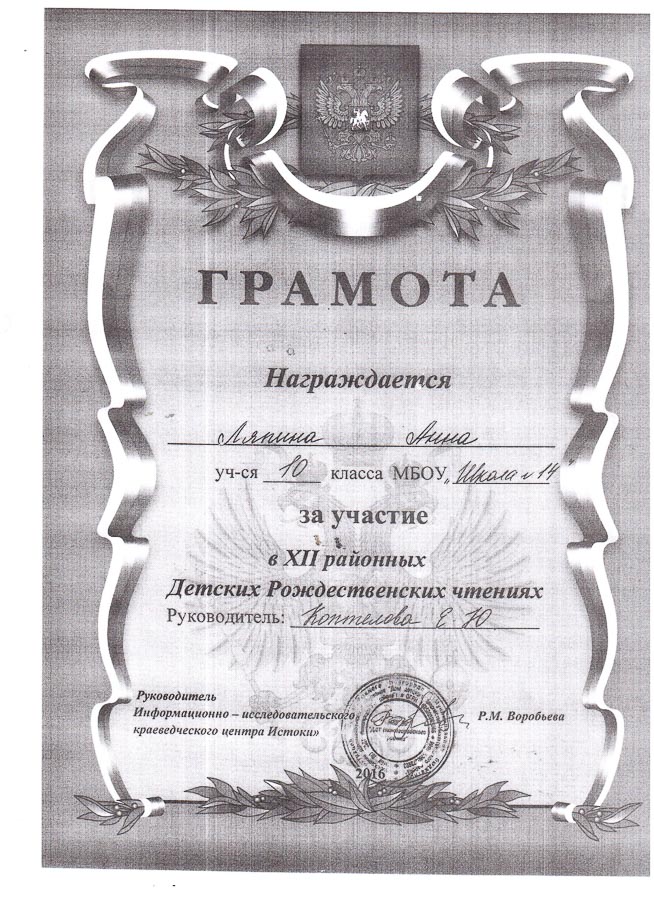 ГРАМОТА
Награждается
Ляпина Анна
уч-ся 10 класса МБОУ „Школа № 14"
за участие
в XII районных
Детских Рождественских чтениях
Руководитель: Коптелова Е. Ю
Руководитель
Информационно – исследовательского
краеведческого центра Истоки»
Р.М. Воробьева
2016